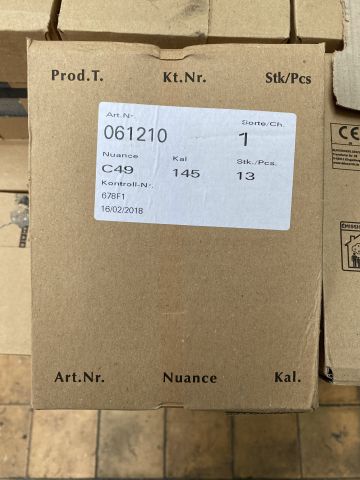 Prod.T. Kt.Nr. Stk/Pcs
Art.Nr. Sorte/Ch.
061210 1
Nuance Kal Stk./Pcs.
C49 145 13
Kontroll-Nr.
678F1
16/02/2018
Art.Nr. Nuance Kal.
CE